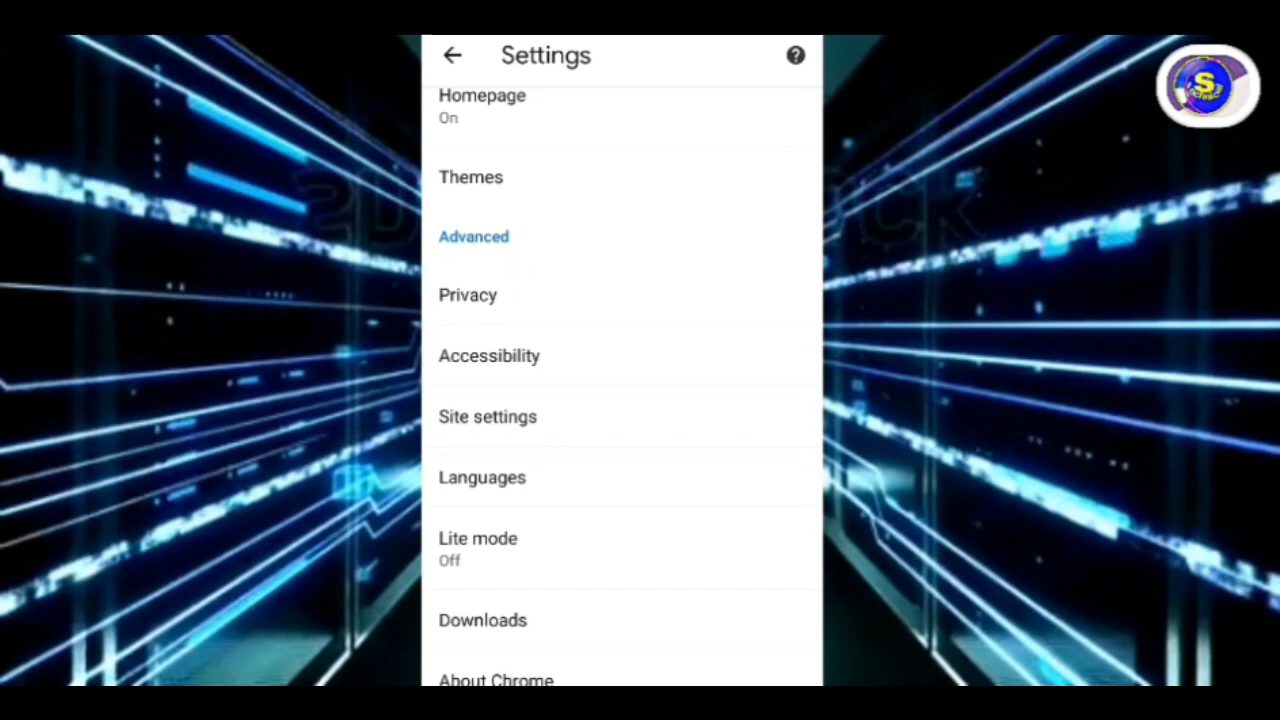 Settings
Homepage
On
Themes
Advanced
Privacy
Accessibility
Site settings
Languages
Lite mode
Off
Downloads
About Chrome
S